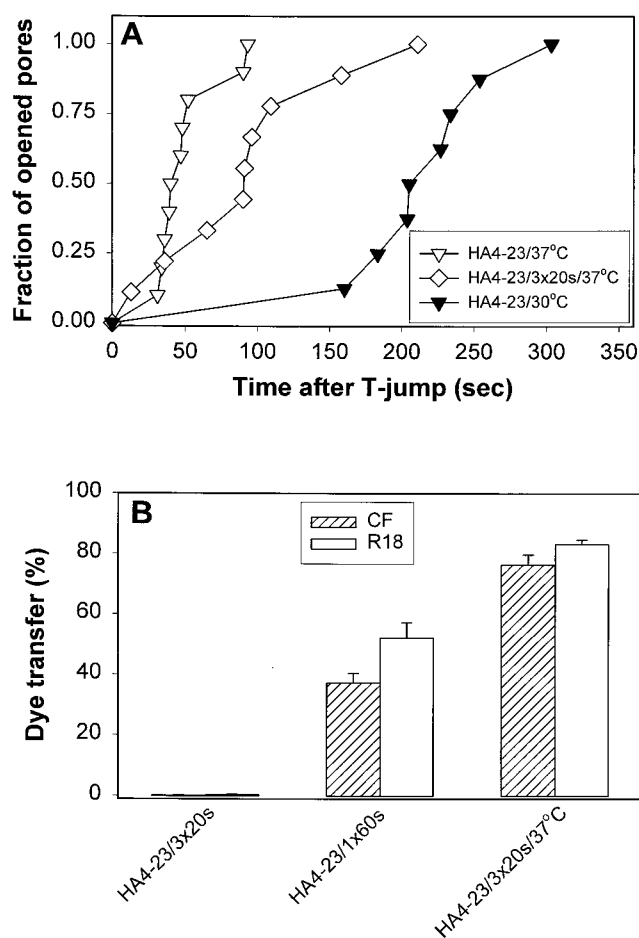 A
Fraction of opened pores
1.00
0.75
0.50
0.25
0.00
HA4-23/37°C
HA4-23/3x20s/37°C
HA4-23/30°C
0 50 100 150 200 250 300 350
Time after T-jump (sec)
B
Dye transfer (%)
100
80
60
40
20
0
CF
R18
HA4-23/3x20s
HA4-23/1x60s
HA4-23/3x20s/37°C